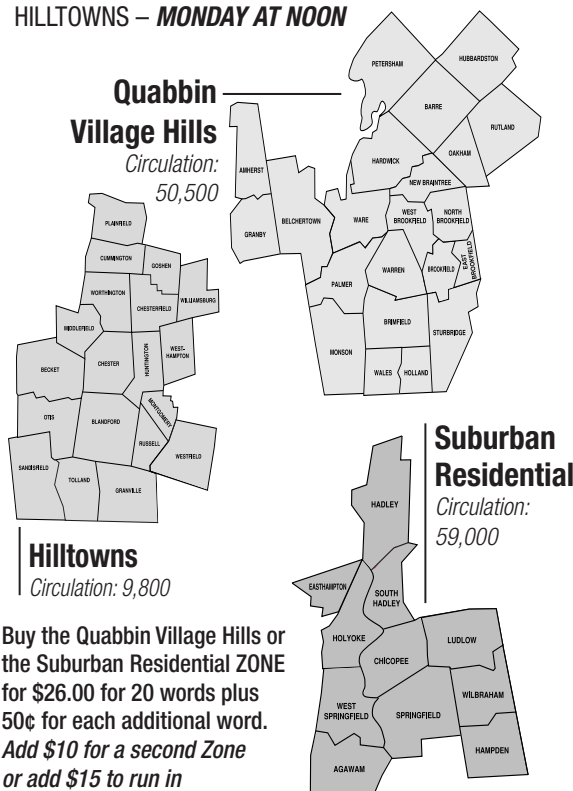 HILLTOWNS – MONDAY AT NOON
Quabbin
Village Hills
Circulation:
50,500
PETERSHAM
HUBBARDSTON
BARRE
RUTLAND
HARDWICK
OAKHAM
NEW BRAINTREE
AMHERST
GRANBY
BELCHERTOWN
WARE
WEST
BROOKFIELD
NORTH
BROOKFIELD
PALMER
WARREN
BROOKFIELD
EAST
BROOKFIELD
BRIMFIELD
STURBRIDGE
MONSON
WALES
HOLLAND
PLAINFIELD
CUMMINGTON
GOSHEN
WORTHINGTON
WILLIAMSBURG
CHESTERFIELD
MIDDLEFIELD
HUNTINGTON
WEST-
HAMPTON
BECKET
CHESTER
MONTGOMERY
OTIS
BLANDFORD
RUSSELL
WESTFIELD
SANDISFIELD
TOLLAND
GRANVILLE
Hilltowns
Circulation: 9,800
Suburban
Residential
Circulation:
59,000
HADLEY
EASTHAMPTON
SOUTH
HADLEY
HOLYOKE
LUDLOW
CHICOPEE
WEST
SPRINGFIELD
SPRINGFIELD
WILBRAHAM
HAMPDEN
AGAWAM
Buy the Quabbin Village Hills or
the Suburban Residential ZONE
for $26.00 for 20 words plus
50¢ for each additional word.
Add $10 for a second Zone
or add $15 to run in